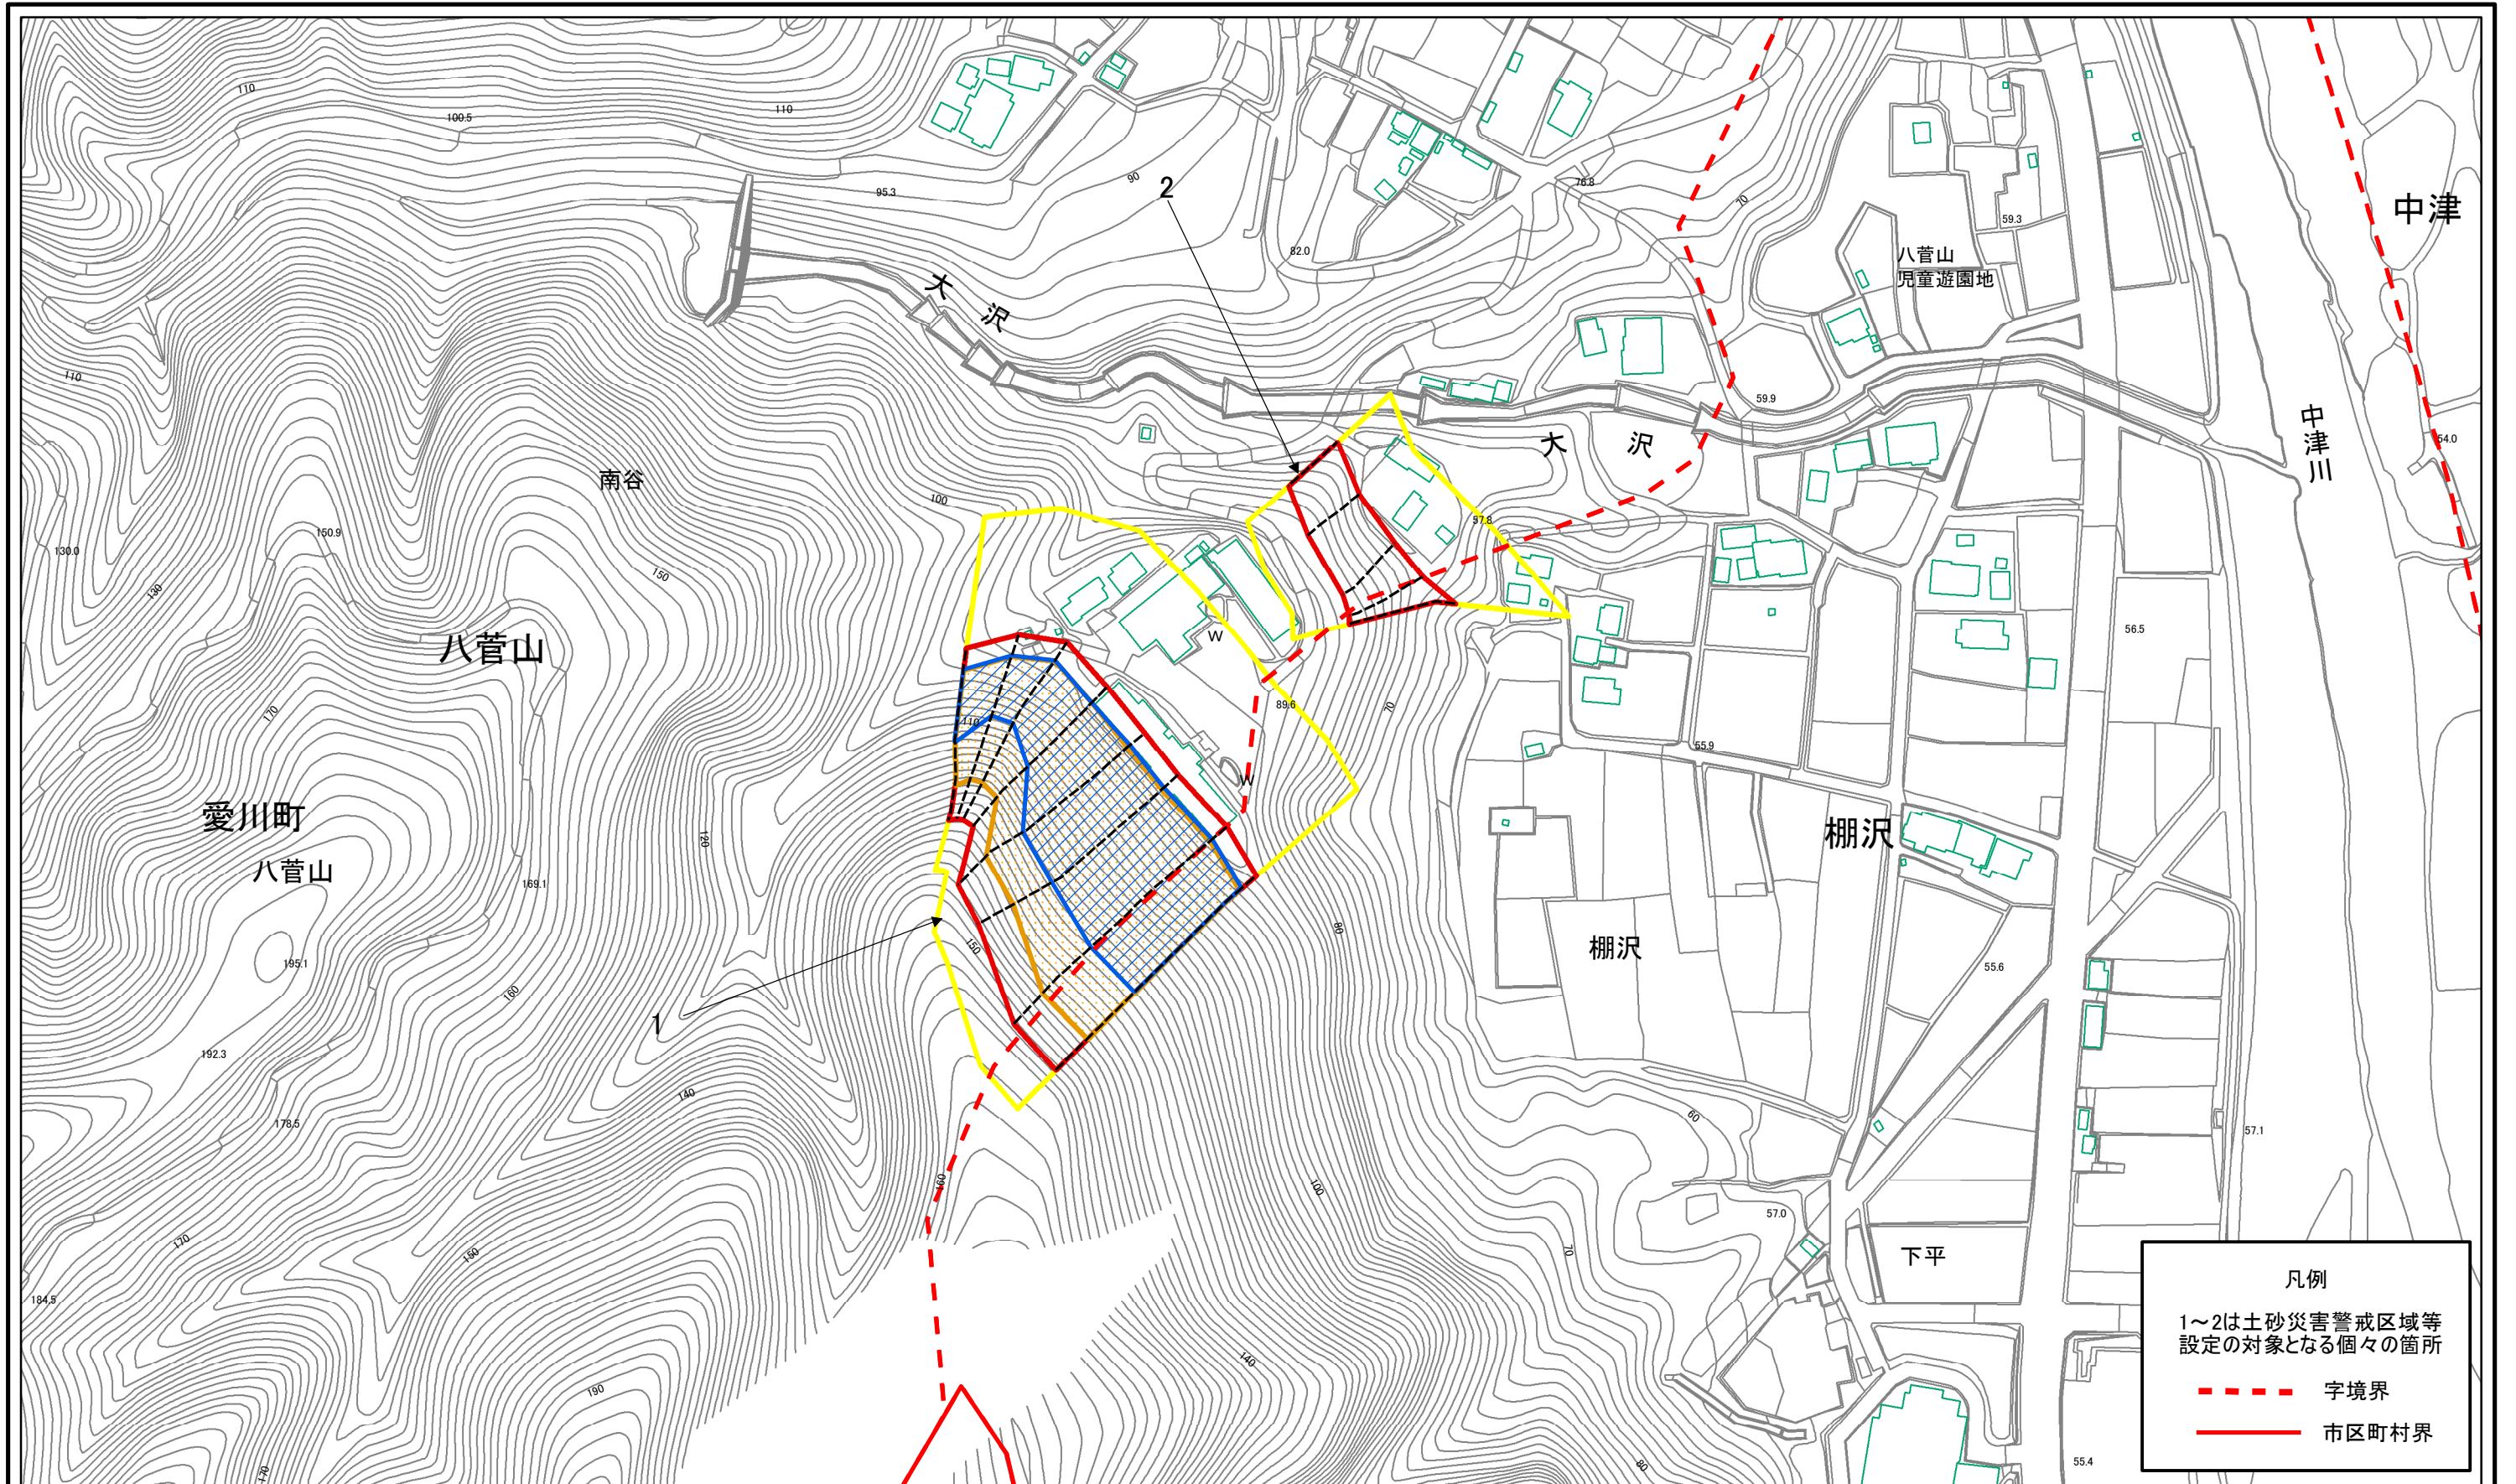 110
100.5
110
95.3
90
2
76.8
70
82.0
59.3
八菅山
児童遊園地
中津
大沢
110
59.9
中津川
54.0
大沢
南谷
100
57.8
150.9
130.0
150
130
八菅山
W
56.5
170
110
89.6
70
55.9
W
愛川町
120
棚沢
八菅山
169.1
80
150
棚沢
195.1
55.6
160
1
192.3
140
178.5
60
57.1
160
100
57.0
170
150
70
下平
184.5
140
190
170
80
55.4
凡例
1～2は土砂災害警戒区域等
設定の対象となる個々の箇所
字境界
市区町村界